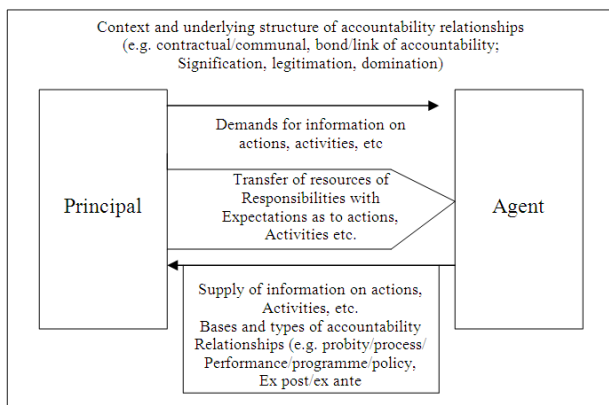 Context and underlying structure of accountability relationships
(e.g. contractual/communal, bond/link of accountability;
Signification, legitimation, domination)
Principal
Demands for information on
actions, activities, etc
Transfer of resources of
Responsibilities with
Expectations as to actions,
Activities etc.
Supply of information on actions,
Activities, etc.
Bases and types of accountability
Relationships (e.g. probity/process/
Performance/programme/policy,
Ex post/ex ante
Agent